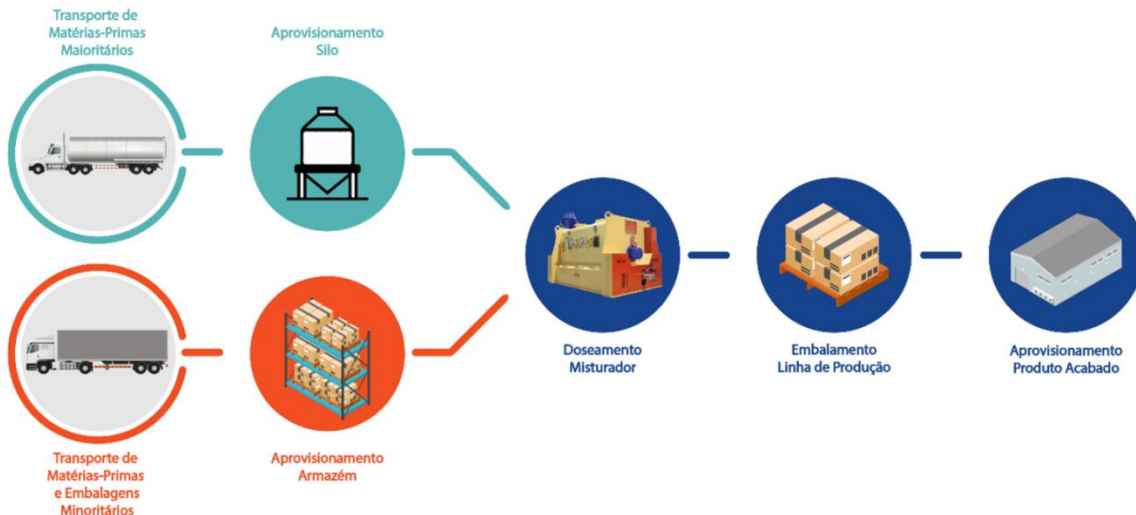 Transporte de
Matérias-Primas
Maioritários
Aprovisionamento
Silo
Doseamento
Misturador
Embalamento
Linha de Produção
Aprovisionamento
Produto Acabado
Transporte de
Matérias-Primas
e Embalagens
Minoritários
Aprovisionamento
Armazém